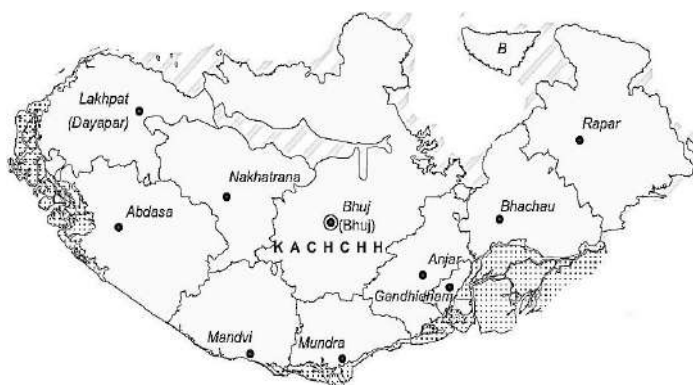 B
Lakhpat
(Dayapar)
Rapar
Nakhatrana
Abdasa
Bhuj
(Bhuj)
Bhachau
KACHCHH
Anjar
Gandhidham
Mandvi
Mundra